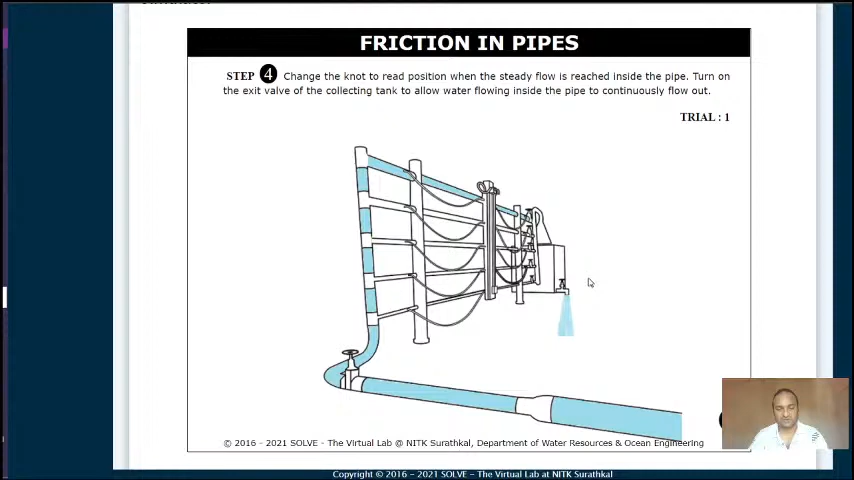 FRICTION IN PIPES
STEP 4 Change the knot to read position when the steady flow is reached inside the pipe. Turn on
the exit valve of the collecting tank to allow water flowing inside the pipe to continuously flow out.
TRIAL : 1
© 2016 - 2021 SOLVE - The Virtual Lab @ NITK Surathkal, Department of Water Resources & Ocean Engineering
Copyright © 2016 - 2021 SOLVE - The Virtual Lab at NITK Surathkal